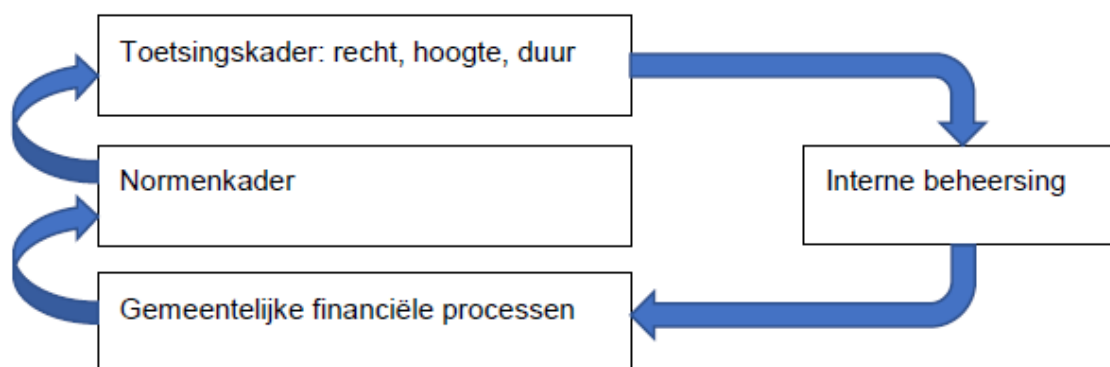 Toetsingskader: recht, hoogte, duur
Normenkader
Interne beheersing
Gemeentelijke financiële processen